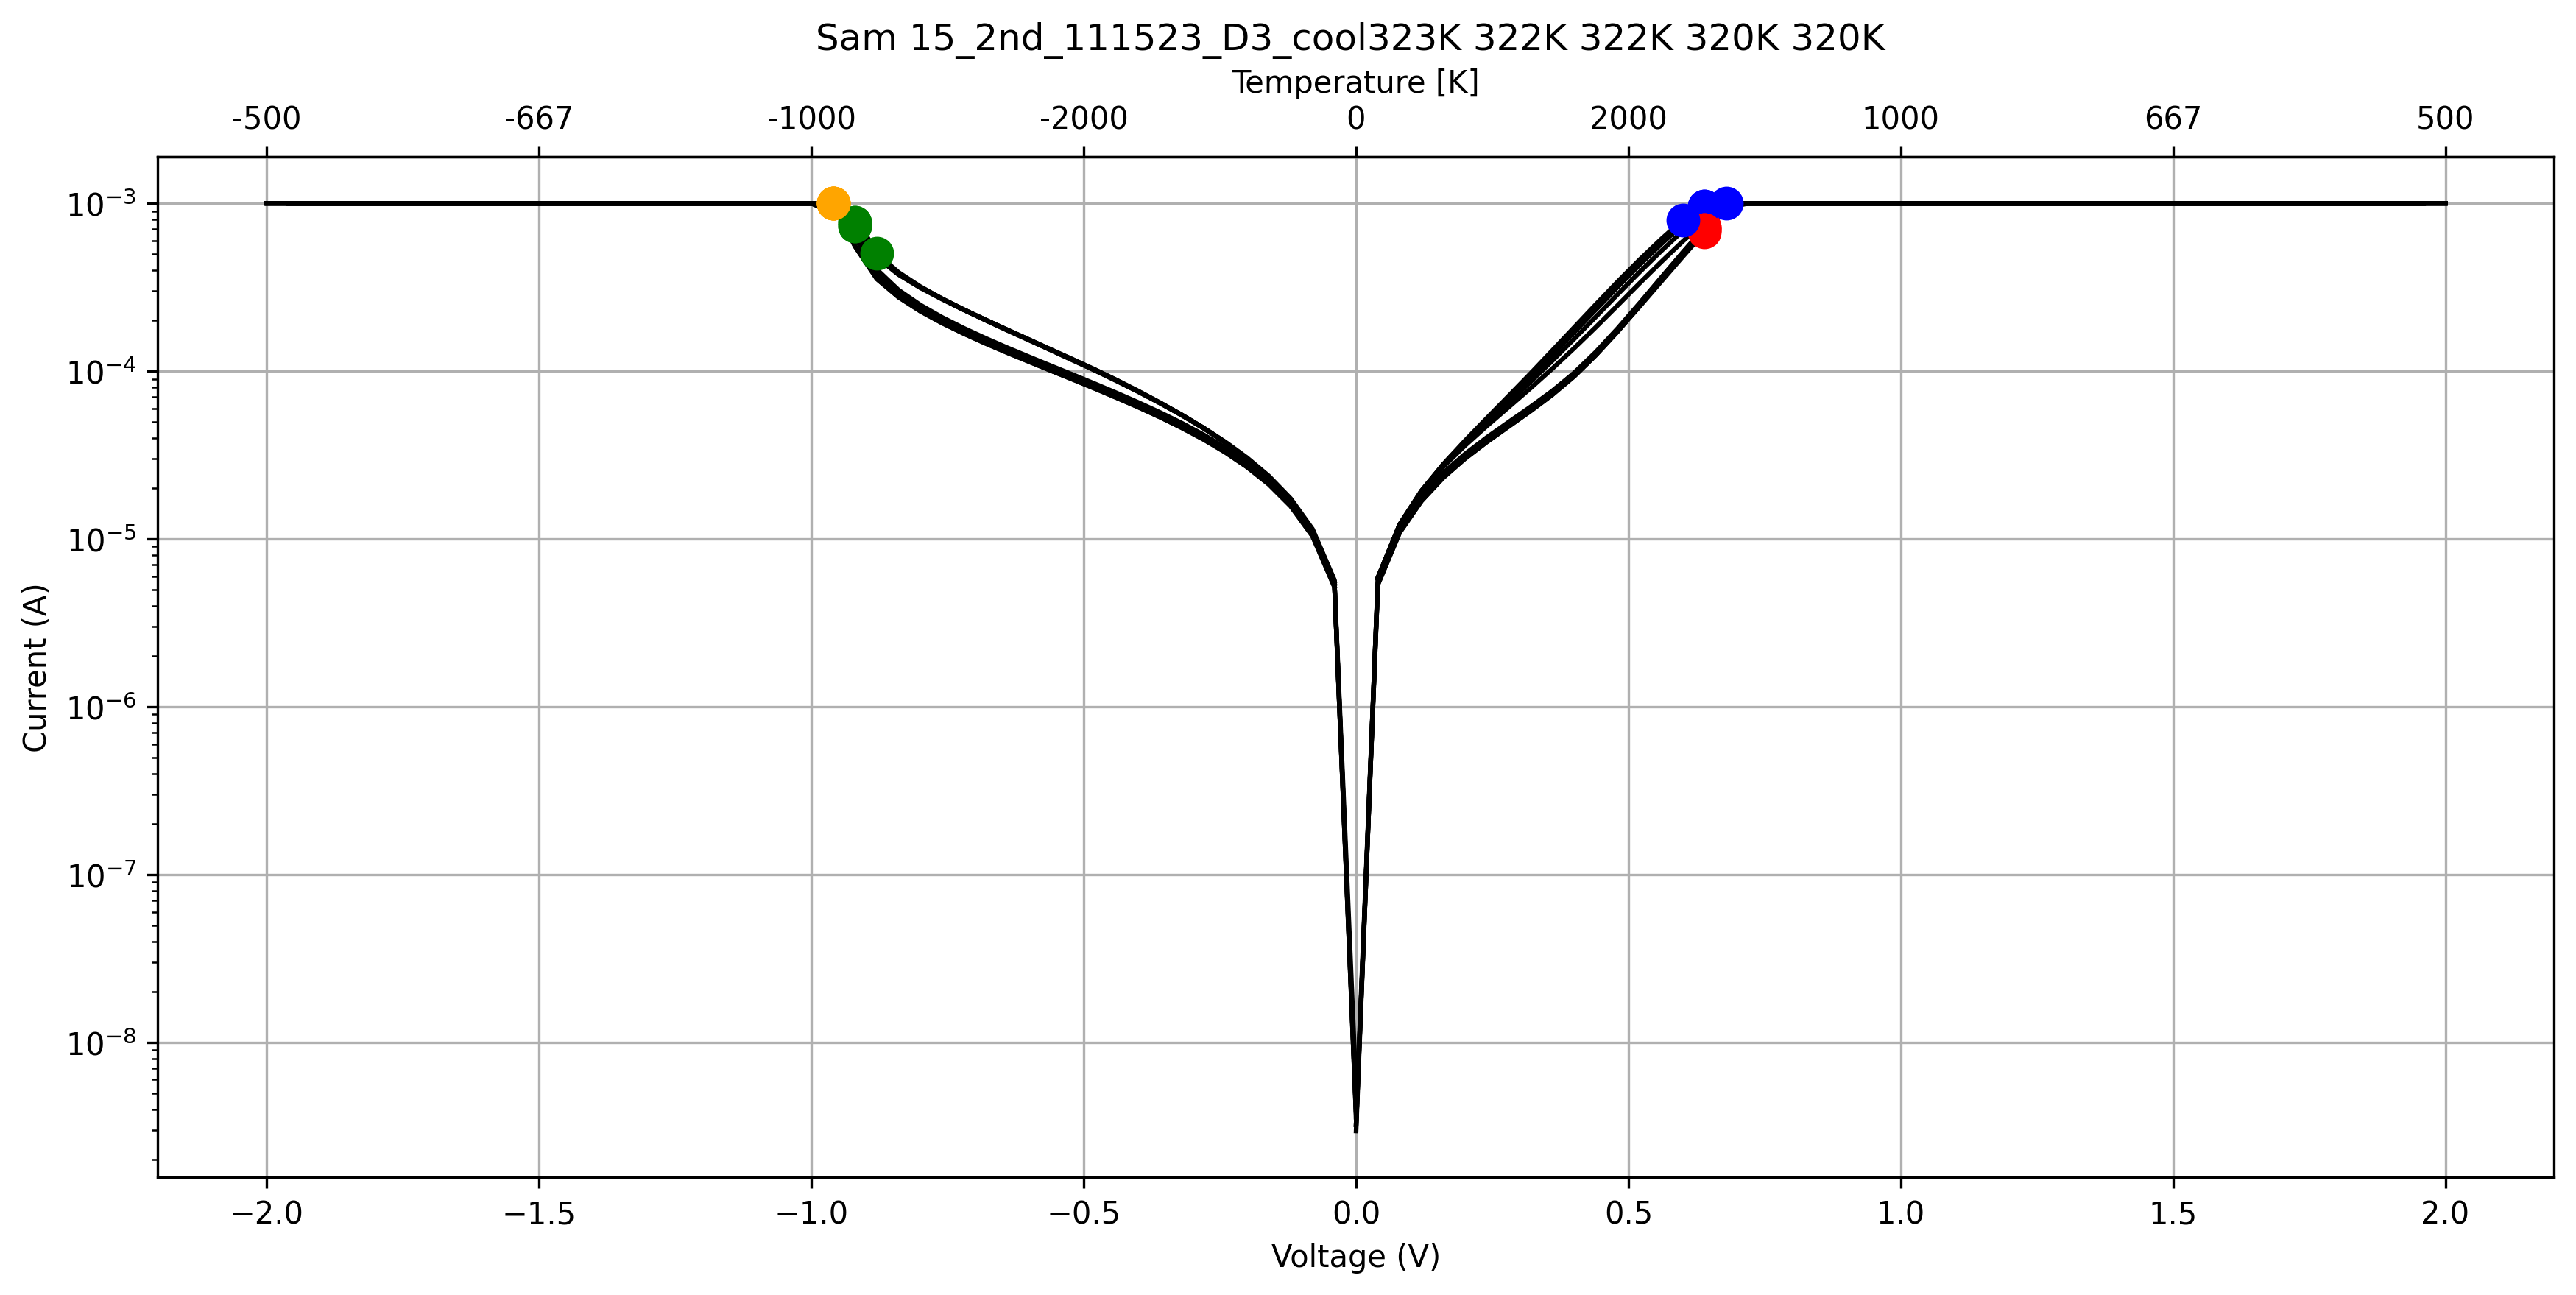 Sam 15_2nd_111523_D3_cool323K 322K 322K 320K 320K
Temperature [K]
-500 -667 -1000 -2000 0 2000 1000 667 500
10⁻³
10⁻⁴
10⁻⁵
10⁻⁶
10⁻⁷
10⁻⁸
Current (A)
−2.0 −1.5 −1.0 −0.5 0.0 0.5 1.0 1.5 2.0
Voltage (V)